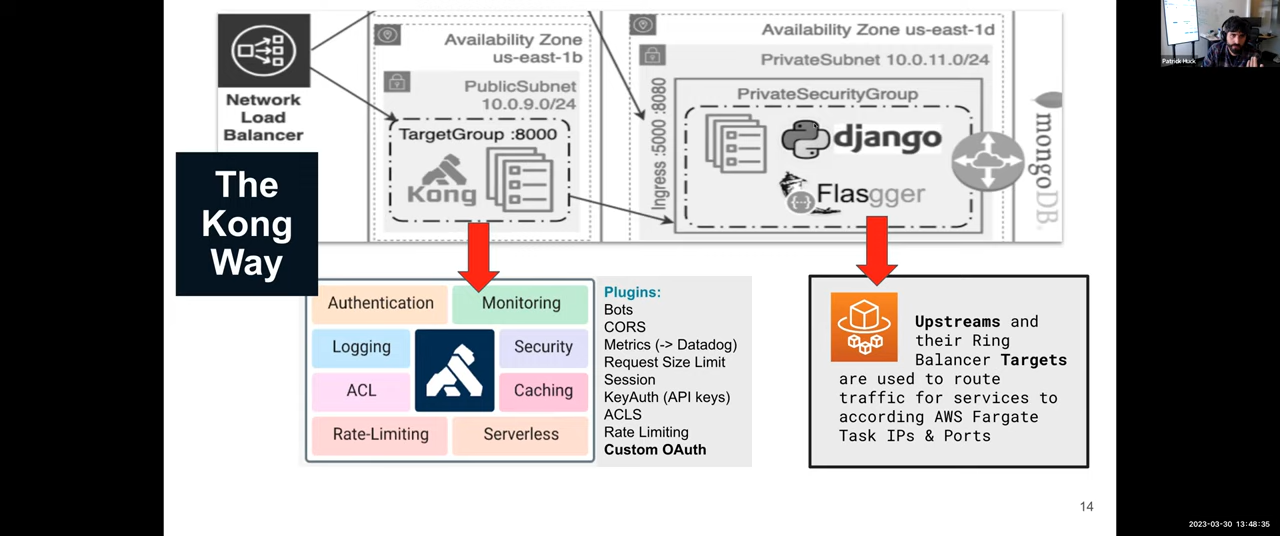 Network
Load
Balancer
Availability Zone
us-east-1b
PublicSubnet
10.0.9.0/24
TargetGroup :8000
Kong
Availability Zone us-east-1d
PrivateSubnet 10.0.11.0/24
PrivateSecurityGroup
Ingress :5000 :8080
django
Flasgger
mongoDB®
The
Kong
Way
Authentication
Monitoring
Logging
Security
ACL
Caching
Rate-Limiting
Serverless
Plugins:
Bots
CORS
Metrics (-> Datadog)
Request Size Limit
Session
KeyAuth (API keys)
ACLS
Rate Limiting
Custom OAuth
Upstreams and
their Ring
Balancer Targets
are used to route
traffic for services to
according AWS Fargate
Task IPs & Ports
14
Patrick Huck
2023-03-30 13:48:35